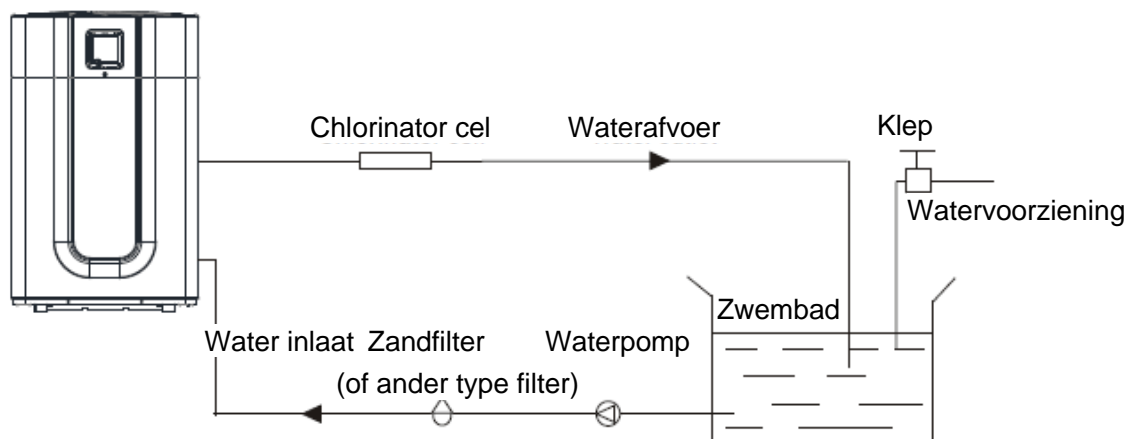 Chlorinator cel
Waterafvoer
Klep
Watervoorziening
Zwembad
Water inlaat
Zandfilter
Waterpomp
(of ander type filter)